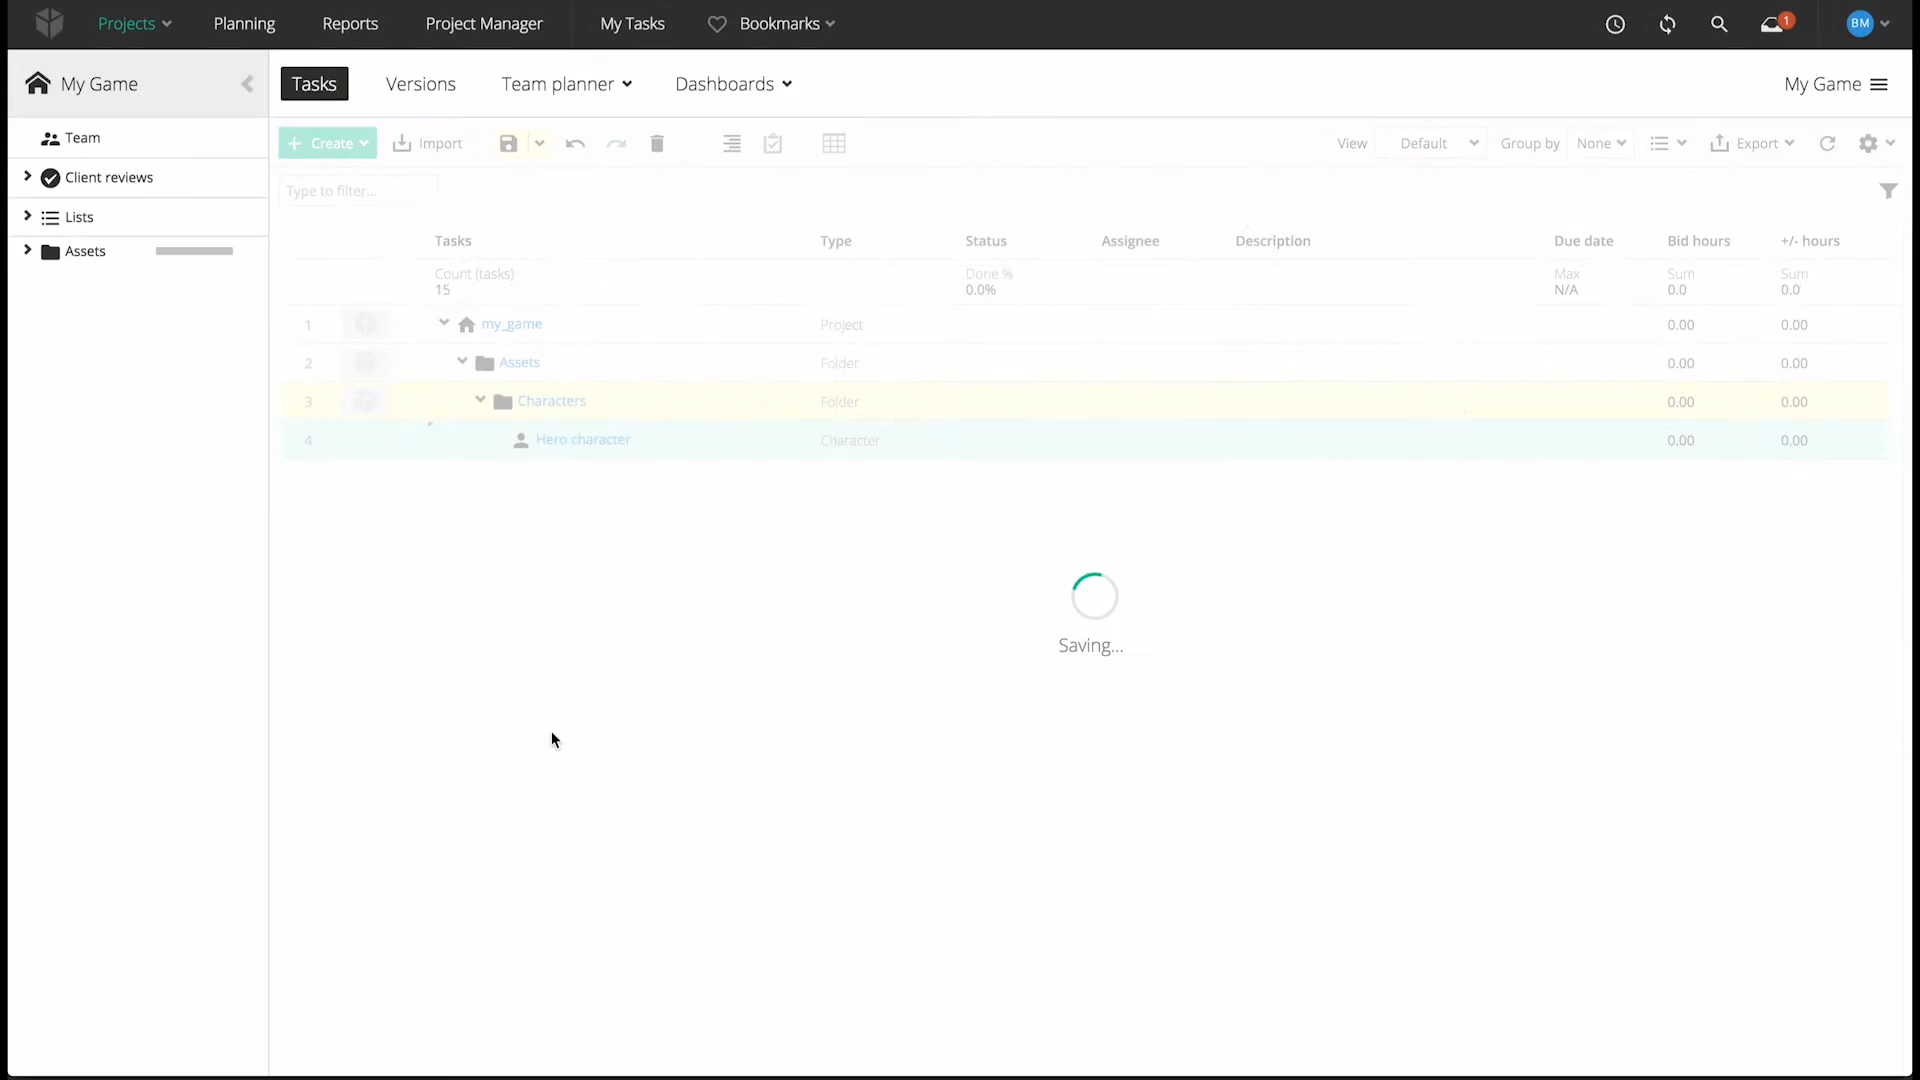 Projects Planning Reports Project Manager My Tasks Bookmarks 1 BM
My Game Tasks Versions Team planner Dashboards My Game
Team
Client reviews
Lists
Assets
Create Import View Default Group by None Export
Type to filter...
Tasks Type Status Assignee Description Due date Bid hours +/- hours
Count (tasks) Done % Max Sum Sum
15 0.0% N/A 0.0 0.0
1 my_game Project 0.00 0.00
2 Assets Folder 0.00 0.00
3 Characters Folder 0.00 0.00
4 Hero character Character 0.00 0.00
Saving...